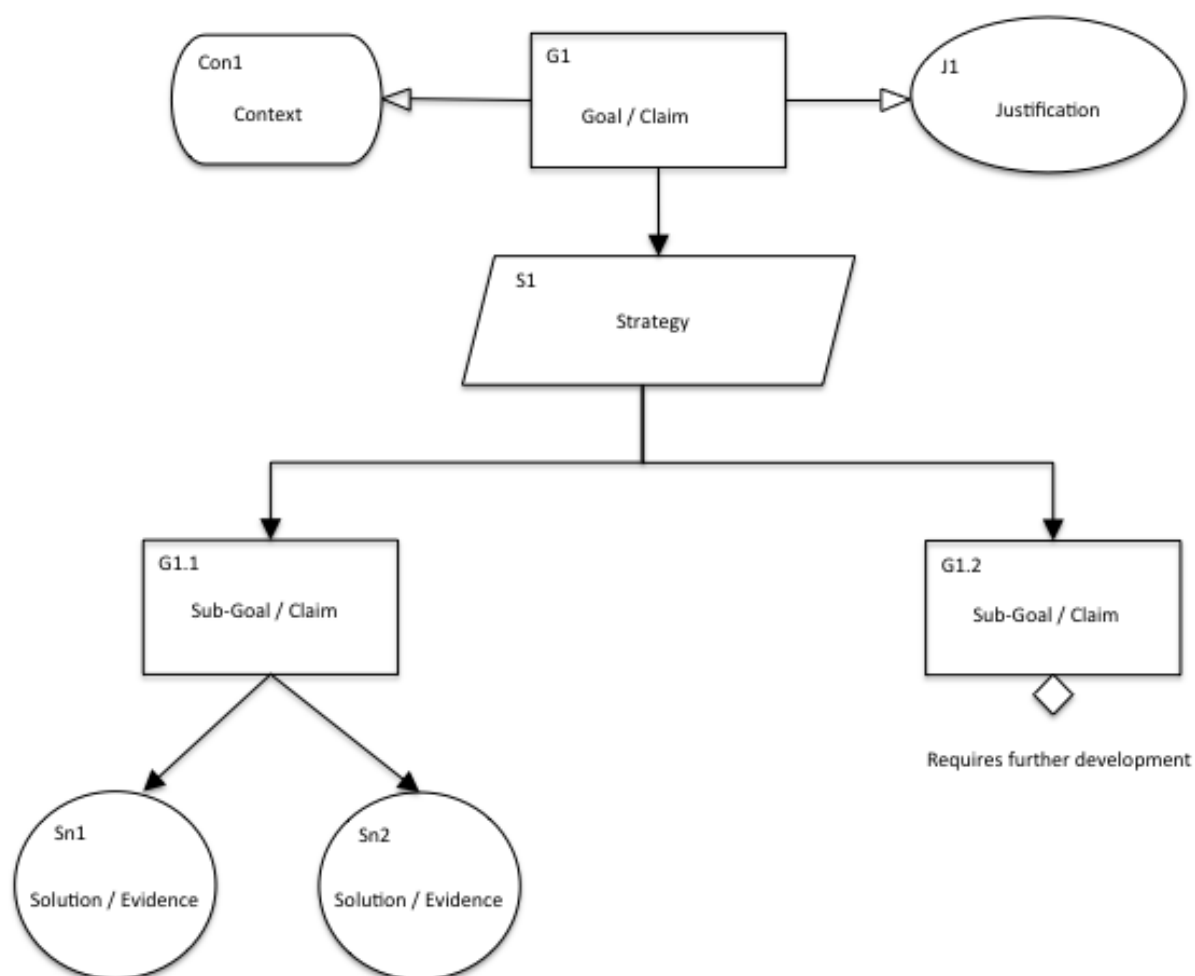 Con1
Context
G1
Goal / Claim
J1
Justification
S1
Strategy
G1.1
Sub-Goal / Claim
G1.2
Sub-Goal / Claim
Requires further development
Sn1
Solution / Evidence
Sn2
Solution / Evidence